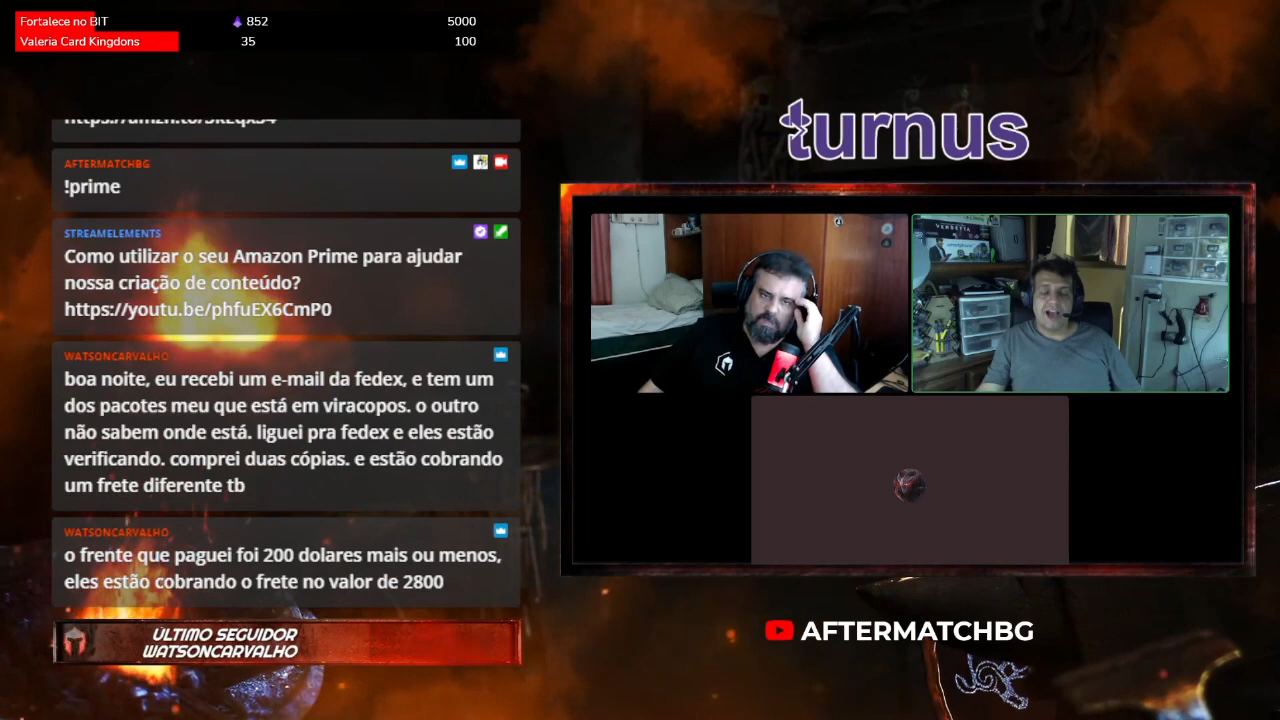 Fortalece no BIT 852 5000
Valeria Card Kingdons 35 100
turnus
AFTERMATCHBG
!prime
STREAMELEMENTS
Como utilizar o seu Amazon Prime para ajudar
nossa criação de conteúdo?
https://youtu.be/phfuEX6CmP0
WATSONCARVALHO
boa noite, eu recebi um e-mail da fedex, e tem um
dos pacotes meu que está em viracopos. o outro
não sabem onde está. liguei pra fedex e eles estão
verificando. comprei duas cópias. e estão cobrando
um frete diferente tb
WATSONCARVALHO
o frente que paguei foi 200 dolares mais ou menos,
eles estão cobrando o frete no valor de 2800
ÚLTIMO SEGUIDOR
WATSONCARVALHO
VENDETTA
AFTERMATCHBG